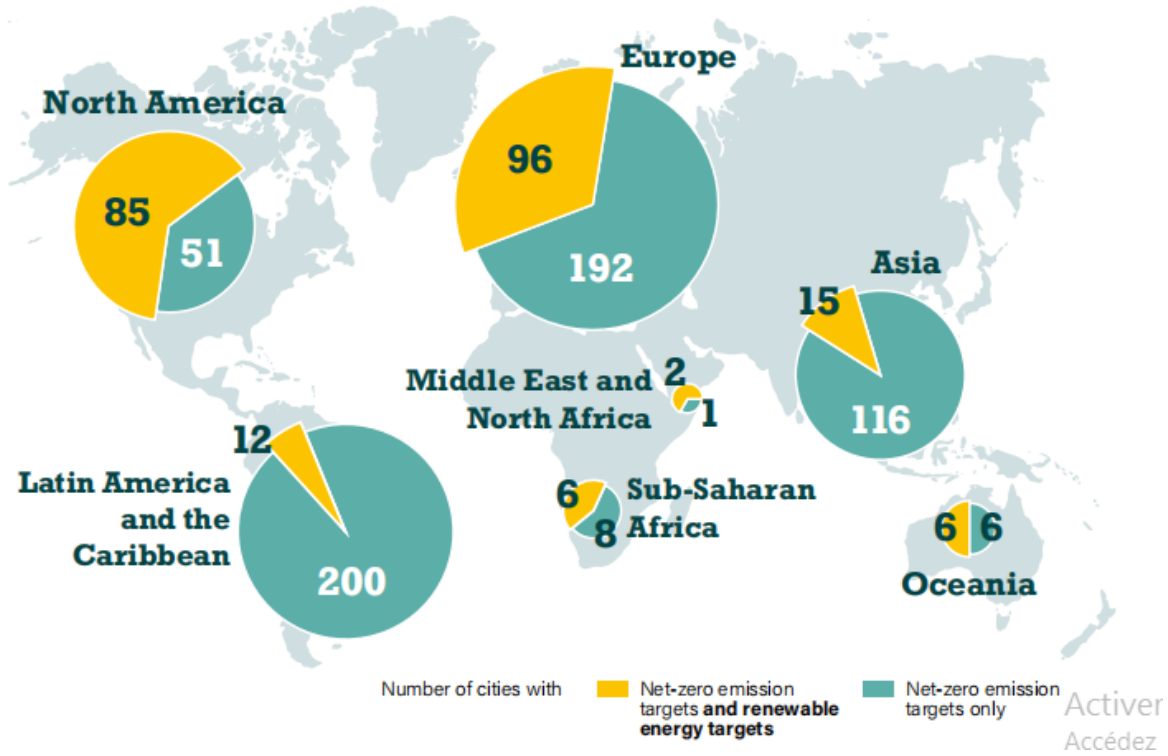 North America
85
51
Europe
96
192
Asia
15
116
Middle East and
North Africa
2
1
Latin America
and the
Caribbean
12
200
Sub-Saharan
Africa
6
8
6
6
Oceania
Number of cities with
Net-zero emission
targets and renewable
energy targets
Net-zero emission
targets only
Activer
Accédez